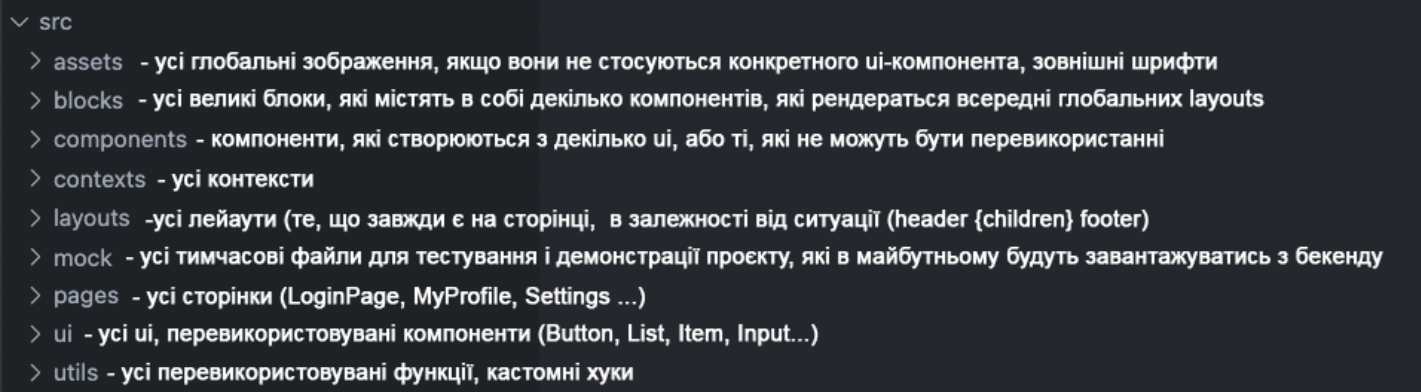 src
assets - усі глобальні зображення, якщо вони не стосуються конкретного ui-компонента, зовнішні шрифти
blocks - усі великі блоки, які містять в собі декілько компонентів, які рендераться всередні глобальних layouts
components - компоненти, які створюються з декілько ui, або ті, які не можуть бути перевикористанні
contexts - усі контексти
layouts -усі лейаути (те, що завжди є на сторінці, в залежності від ситуації (header {children} footer)
mock - усі тимчасові файли для тестування і демонстрації проєкту, які в майбутньому будуть завантажуватись з бекенду
pages - усі сторінки (LoginPage, MyProfile, Settings ...)
ui - усі ui, перевикористовувані компоненти (Button, List, Item, Input...)
utils - усі перевикористовувані функції, кастомні хуки